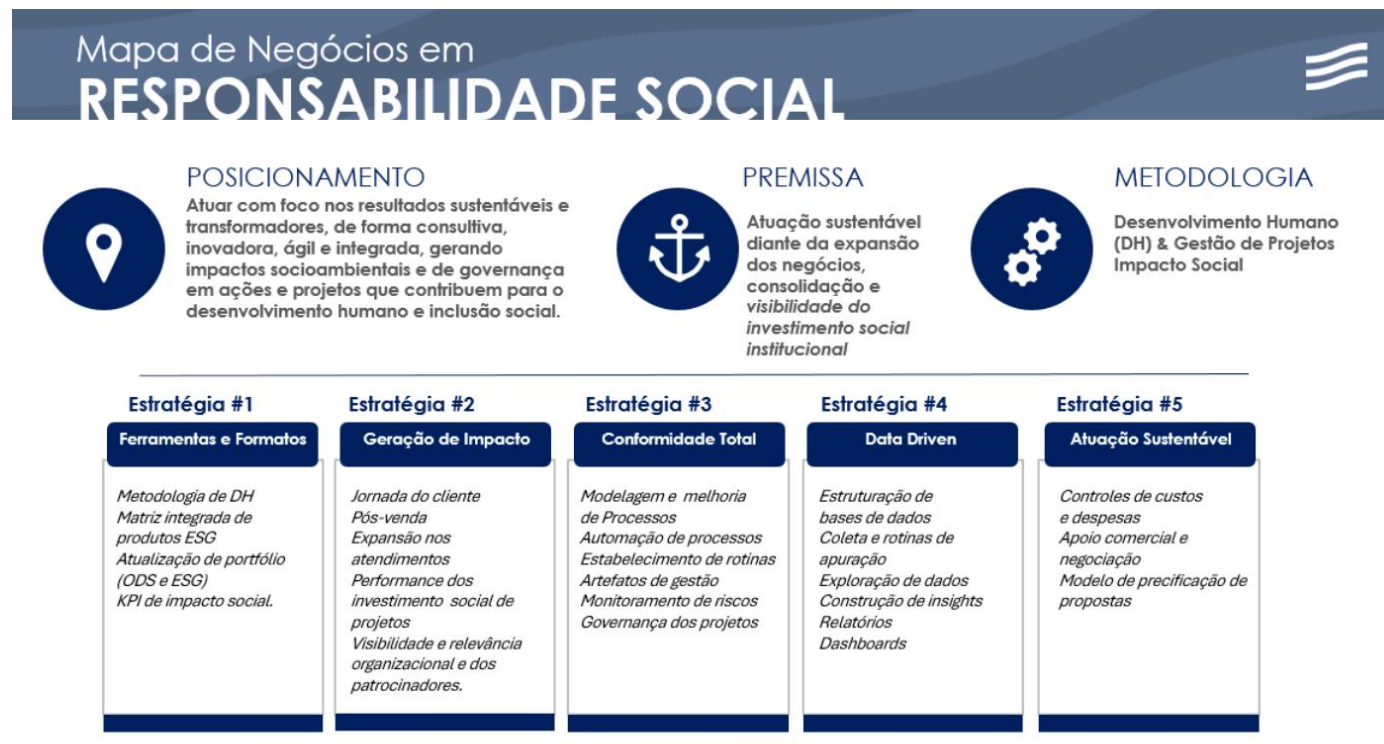 Mapa de Negócios em
RESPONSABILIDADE SOCIAL
POSICIONAMENTO
Atuar com foco nos resultados sustentáveis e
transformadores, de forma consultiva,
inovadora, ágil e integrada, gerando
impactos socioambientais e de governança
em ações e projetos que contribuem para o
desenvolvimento humano e inclusão social.
PREMISSA
Atuação sustentável
diante da expansão
dos negócios,
consolidação e
visibilidade do
investimento social
institucional
METODOLOGIA
Desenvolvimento Humano
(DH) & Gestão de Projetos
Impacto Social
Estratégia #1
Ferramentas e Formatos
Metodologia de DH
Matriz integrada de
produtos ESG
Atualização de portfólio
(ODS e ESG)
KPI de impacto social.
Estratégia #2
Geração de Impacto
Jornada do cliente
Pós-venda
Expansão nos
atendimentos
Performance dos
investimento social de
projetos
Visibilidade e relevância
organizacional e dos
patrocinadores.
Estratégia #3
Conformidade Total
Modelagem e melhoria
de Processos
Automação de processos
Estabelecimento de rotinas
Artefatos de gestão
Monitoramento de riscos
Governança dos projetos
Estratégia #4
Data Driven
Estruturação de
bases de dados
Coleta e rotinas de
apuração
Exploração de dados
Construção de insights
Relatórios
Dashboards
Estratégia #5
Atuação Sustentável
Controles de custos
e despesas
Apoio comercial e
negociação
Modelo de precificação de
propostas